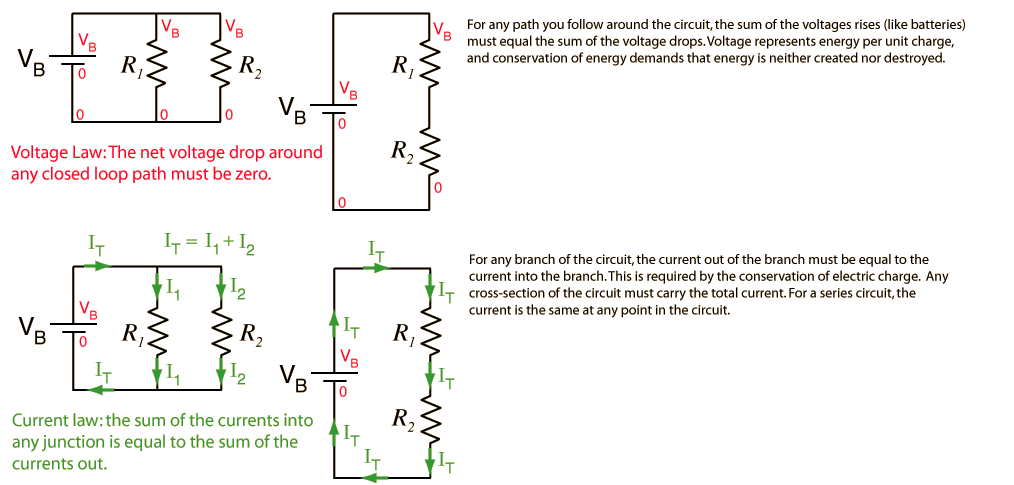 V_B V_B V_B V_B
R_1 R_2
0 0 0 0
Voltage Law: The net voltage drop around
any closed loop path must be zero.
V_B V_B V_B
R_1
R_2
0 0 0
For any path you follow around the circuit, the sum of the voltages rises (like batteries)
must equal the sum of the voltage drops. Voltage represents energy per unit charge,
and conservation of energy demands that energy is neither created nor destroyed.
I_T I_T = I_1 + I_2
I_1 I_2
V_B V_B R_1 R_2
0
I_T I_1 I_2
Current law: the sum of the currents into
any junction is equal to the sum of the
currents out.
I_T
I_T
I_T R_1
V_B V_B
0 I_T
R_2
I_T
I_T I_T
For any branch of the circuit, the current out of the branch must be equal to the
current into the branch. This is required by the conservation of electric charge. Any
cross-section of the circuit must carry the total current. For a series circuit, the
current is the same at any point in the circuit.